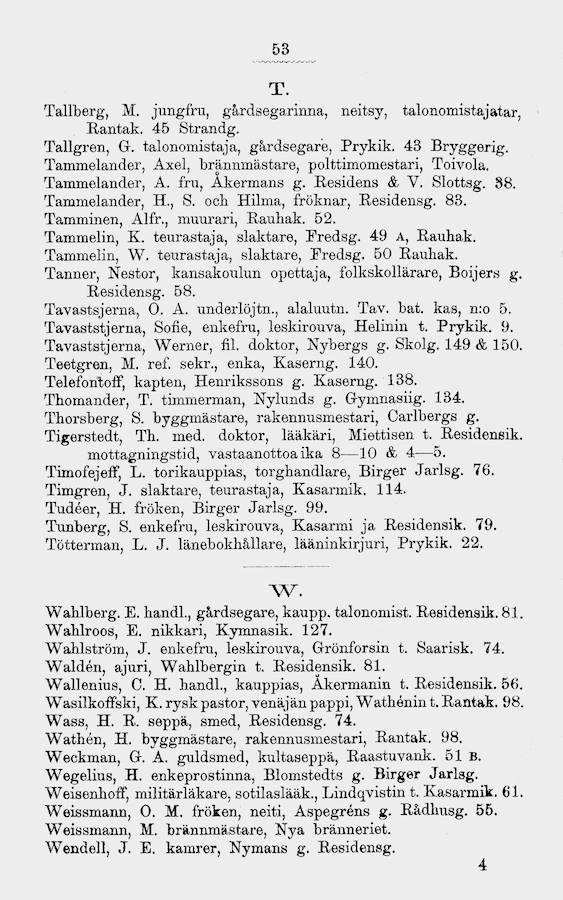 53
T.
Tallberg, M. jungfru, gårdsegarinna, neitsy, talonomistajatar,
Rantak. 45 Strandg.
Tallgren, G. talonomistaja, gårdsegare, Prykik. 43 Bryggerig.
Tammelander, Axel, brännmästare, polttimomestari, Toivola.
Tammelander, A. fru, Åkermans g. Residens & V. Slottsg. 38.
Tammelander, H., S. och Hilma, fröknar, Residensg. 83.
Tamminen, Alfr., muurari, Rauhak. 52.
Tammelin, K. teurastaja, slaktare, Fredsg. 49 A, Rauhak.
Tammelin, W. teurastaja, slaktare, Fredsg. 50 Rauhak.
Tanner, Nestor, kansakoulun opettaja, folkskollärare, Boijers g.
Residensg. 58.
Tavastsjerna, O. A. underlöjtn., alaluutn. Tav. bat. kas, n:o 5.
Tavaststjerna, Sofie, enkefru, leskirouva, Helinin t. Prykik. 9.
Tavaststjerna, Werner, fil. doktor, Nybergs g. Skolg. 149 & 150.
Teetgren, M. ref. sekr., enka, Kaserng. 140.
Telefontoff, kapten, Henrikssons g. Kaserng. 138.
Thomander, T. timmerman, Nylunds g. Gymnasiig. 134.
Thorsberg, S. byggmästare, rakennusmestari, Carlbergs g.
Tigerstedt, Th. med. doktor, lääkäri, Miettisen t. Residensik.
mottagningstid, vastaanottoaika 8—10 & 4—5.
Timofejeff, L. torikauppias, torghandlare, Birger Jarlsg. 76.
Timgren, J. slaktare, teurastaja, Kasarmik. 114.
Tudéer, H. fröken, Birger Jarlsg. 99.
Tunberg, S. enkefru, leskirouva, Kasarmi ja Residensik. 79.
Tötterman, L. J. länebokhållare, lääninkirjuri, Prykik. 22.
W.
Wahlberg. E. handl., gårdsegare, kaupp. talonomist. Residensik. 81.
Wahlroos, E. nikkari, Kymnasik. 127.
Wahlström, J. enkefru, leskirouva, Grönforsin t. Saarisk. 74.
Waldén, ajuri, Wahlbergin t. Residensik. 81.
Wallenius, C. H. handl., kauppias, Åkermanin t. Residensik. 56.
Wasilkoffski, K. rysk pastor, venäjän pappi, Wathénin t. Rantak. 98.
Wass, H. R. seppä, smed, Residensg. 74.
Wathén, H. byggmästare, rakennusmestari, Rantak. 98.
Weckman, G. A. guldsmed, kultaseppä, Raastuvank. 51 B.
Wegelius, H. enkeprostinna, Blomstedts g. Birger Jarlsg.
Weisenhoff, militärläkare, sotilaslääk., Lindqvistin t. Kasarmik. 61.
Weissmann, O. M. fröken, neiti, Aspegréns g. Rådhusg. 55.
Weissmann, M. brännmästare, Nya bränneriet.
Wendell, J. E. kamrer, Nymans g. Residensg.
4